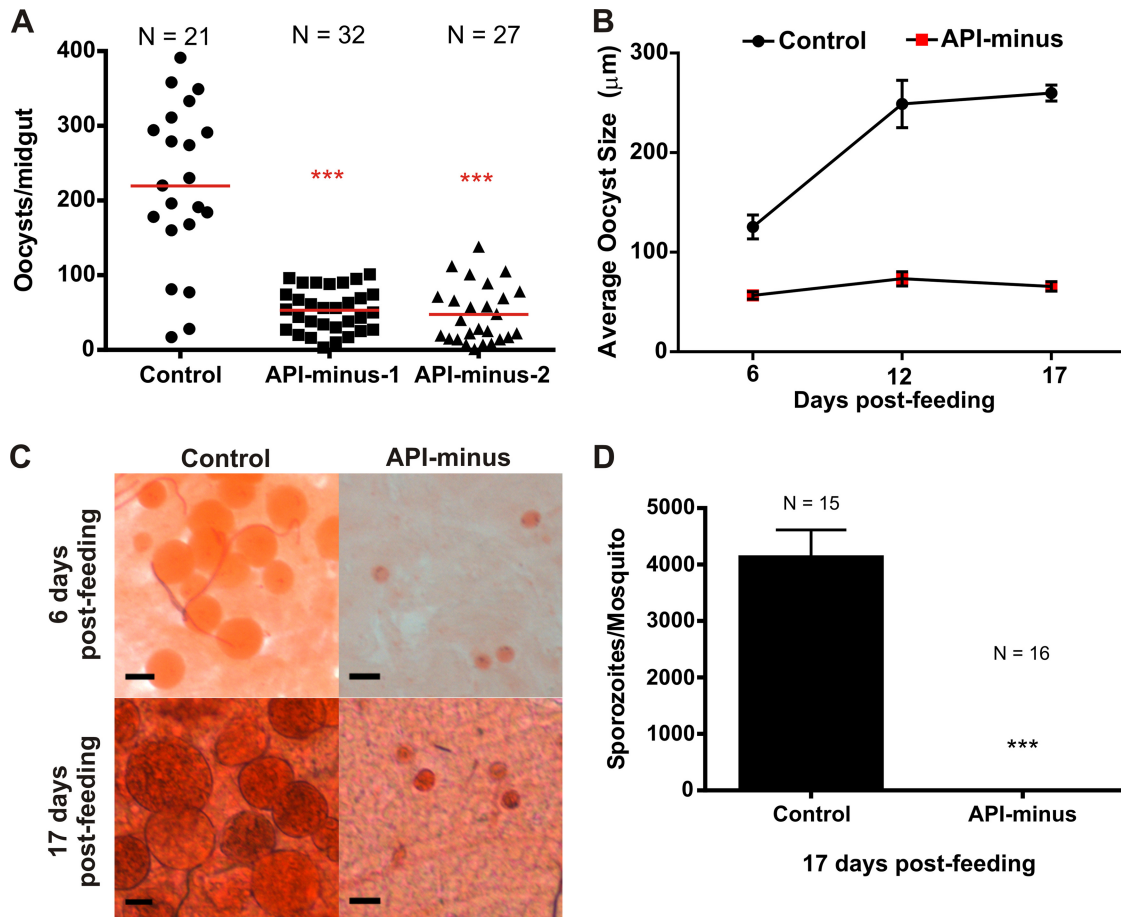 A
N = 21 N = 32 N = 27
Oocysts/midgut
400
300
200
100
0
*** ***
Control API-minus-1 API-minus-2
B
Control API-minus
Average Oocyst Size (μm)
300
200
100
0
6 12 17
Days post-feeding
C
Control API-minus
6 days
post-feeding
17 days
post-feeding
D
Sporozoites/Mosquito
5000
4000
3000
2000
1000
0
N = 15
N = 16
***
Control API-minus
17 days post-feeding